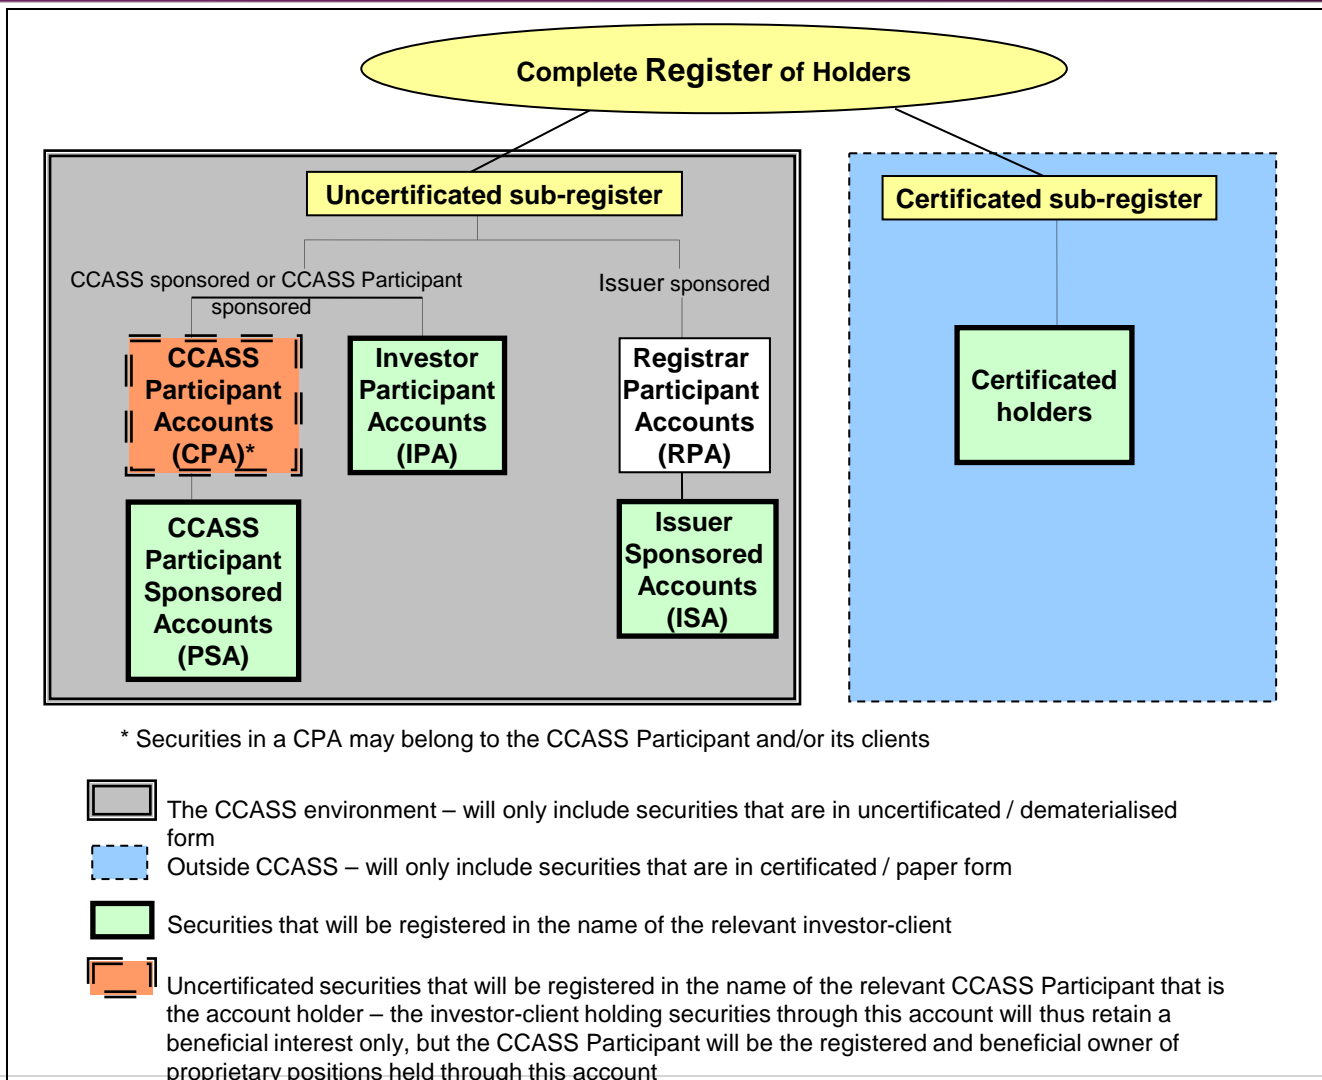 Complete Register of Holders
Uncertificated sub-register
Certificated sub-register
CCASS sponsored or CCASS Participant
sponsored
Issuer sponsored
CCASS
Participant
Accounts
(CPA)*
Investor
Participant
Accounts
(IPA)
Registrar
Participant
Accounts
(RPA)
Certificated
holders
CCASS
Participant
Sponsored
Accounts
(PSA)
Issuer
Sponsored
Accounts
(ISA)
* Securities in a CPA may belong to the CCASS Participant and/or its clients
The CCASS environment – will only include securities that are in uncertificated / dematerialised
form
Outside CCASS – will only include securities that are in certificated / paper form
Securities that will be registered in the name of the relevant investor-client
Uncertificated securities that will be registered in the name of the relevant CCASS Participant that is
the account holder – the investor-client holding securities through this account will thus retain a
beneficial interest only, but the CCASS Participant will be the registered and beneficial owner of
proprietary positions held through this account